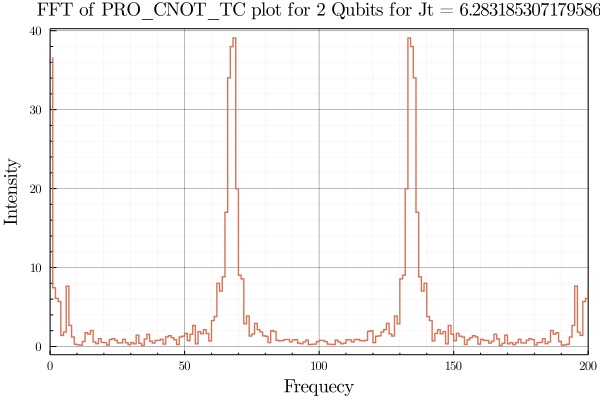 FFT of PRO_CNOT_TC plot for 2 Qubits for Jt = 6.283185307179586
40
30
20
10
0
Intensity
0 50 100 150 200
Frequecy